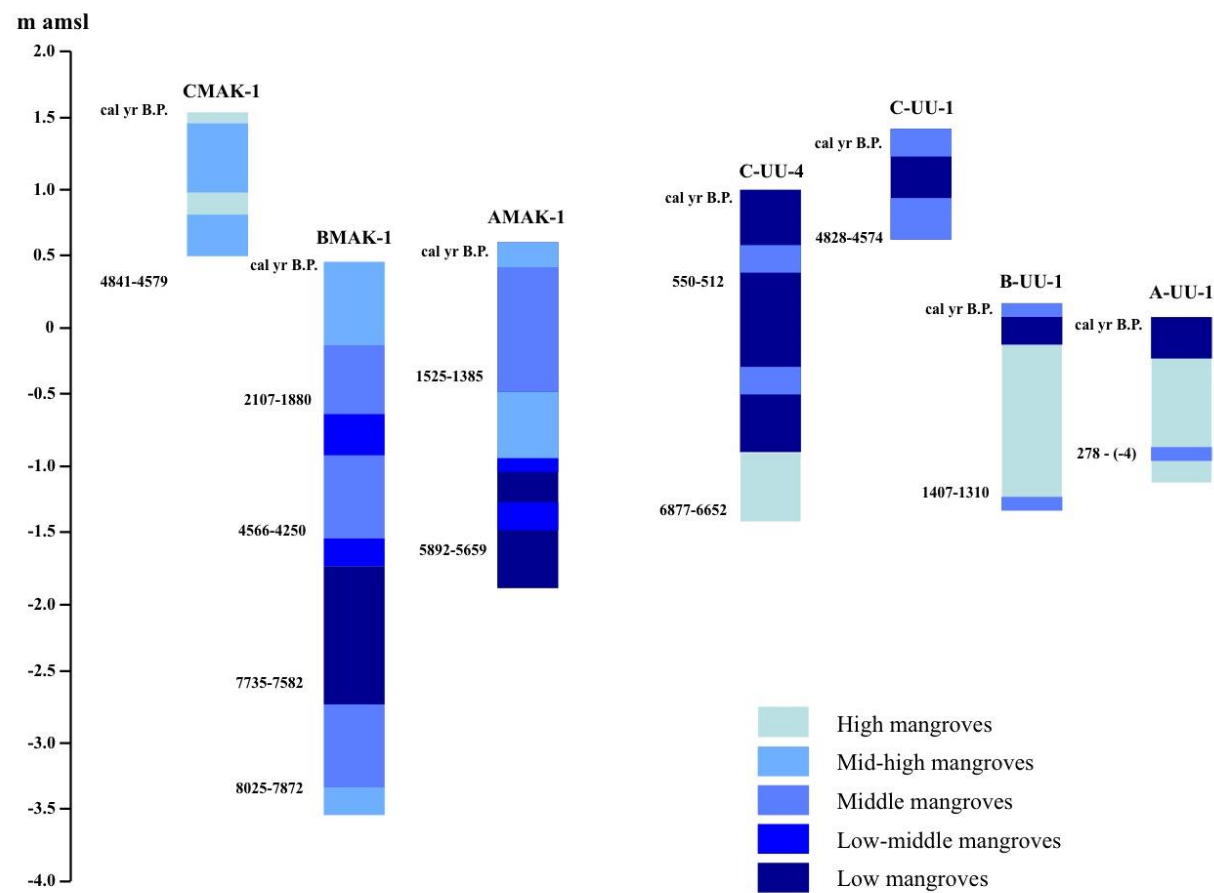 m amsl
2.0
1.5
1.0
0.5
0
-0.5
-1.0
-1.5
-2.0
-2.5
-3.0
-3.5
-4.0
CMAK-1
cal yr B.P.
4841-4579
BMAK-1
cal yr B.P.
2107-1880
4566-4250
7735-7582
8025-7872
AMAK-1
cal yr B.P.
1525-1385
5892-5659
C-UU-4
cal yr B.P.
550-512
6877-6652
C-UU-1
cal yr B.P.
4828-4574
B-UU-1
cal yr B.P.
1407-1310
A-UU-1
cal yr B.P.
278 - (-4)
High mangroves
Mid-high mangroves
Middle mangroves
Low-middle mangroves
Low mangroves